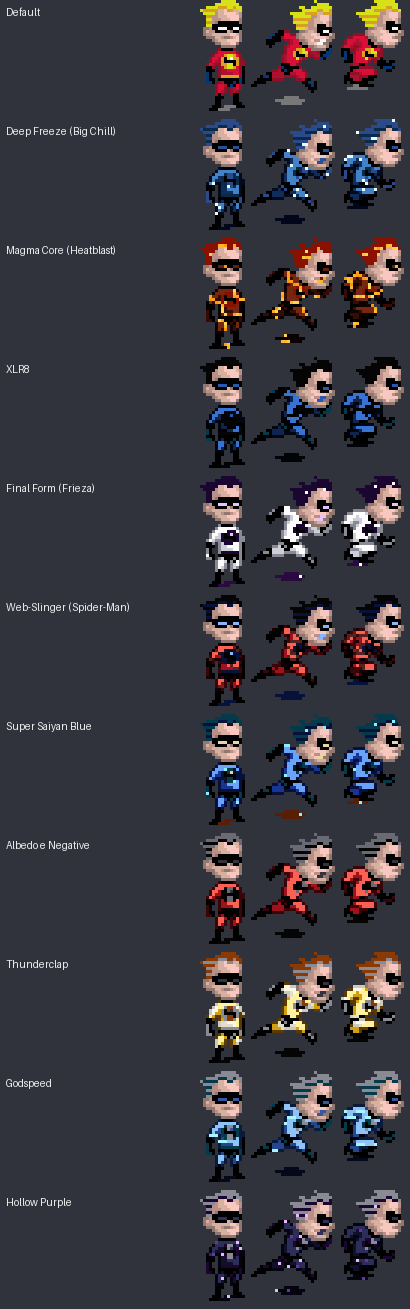 Default
Deep Freeze (Big Chill)
Magma Core (Heatblast)
XLR8
Final Form (Frieza)
Web-Slinger (Spider-Man)
Super Saiyan Blue
Albedo e Negative
Thunderclap
Godspeed
Hollow Purple